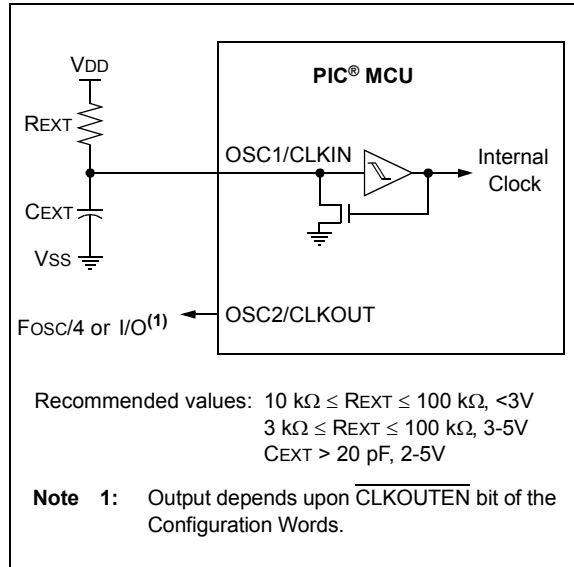 VDD
PIC® MCU
REXT
OSC1/CLKIN
Internal
Clock
CEXT
VSS
OSC2/CLKOUT
FOSC/4 or I/O(1)
Recommended values: 10 kΩ ≤ REXT ≤ 100 kΩ, <3V
3 kΩ ≤ REXT ≤ 100 kΩ, 3-5V
CEXT > 20 pF, 2-5V
Note 1: Output depends upon CLKOUTEN bit of the
Configuration Words.